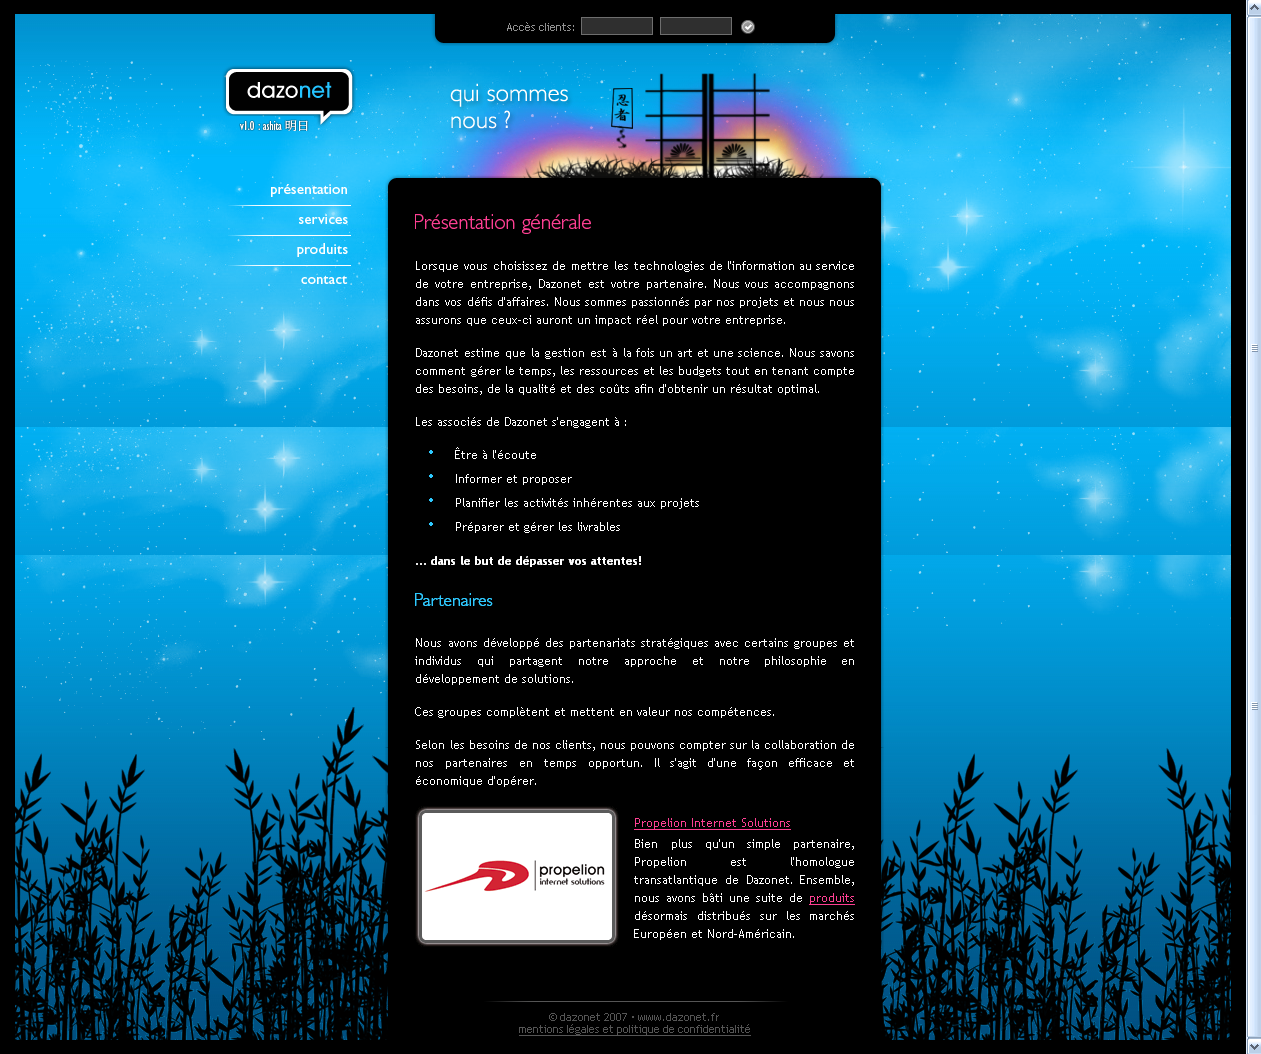 Accès clients:
dazonet
v1.0 : ashita 明日
qui sommes
nous ?
忍者
présentation
services
produits
contact
Présentation générale
Lorsque vous choisissez de mettre les technologies de l'information au service
de votre entreprise, Dazonet est votre partenaire. Nous vous accompagnons
dans vos défis d'affaires. Nous sommes passionnés par nos projets et nous nous
assurons que ceux-ci auront un impact réel pour votre entreprise.
Dazonet estime que la gestion est à la fois un art et une science. Nous savons
comment gérer le temps, les ressources et les budgets tout en tenant compte
des besoins, de la qualité et des coûts afin d'obtenir un résultat optimal.
Les associés de Dazonet s'engagent à :
• Être à l'écoute
• Informer et proposer
• Planifier les activités inhérentes aux projets
• Préparer et gérer les livrables
... dans le but de dépasser vos attentes!
Partenaires
Nous avons développé des partenariats stratégiques avec certains groupes et
individus qui partagent notre approche et notre philosophie en
développement de solutions.
Ces groupes complètent et mettent en valeur nos compétences.
Selon les besoins de nos clients, nous pouvons compter sur la collaboration de
nos partenaires en temps opportun. Il s'agit d'une façon efficace et
économique d'opérer.
propelion
internet solutions
Propelion Internet Solutions
Bien plus qu'un simple partenaire,
Propelion est l'homologue
transatlantique de Dazonet. Ensemble,
nous avons bâti une suite de produits
désormais distribués sur les marchés
Européen et Nord-Américain.
© dazonet 2007 • www.dazonet.fr
mentions légales et politique de confidentialité